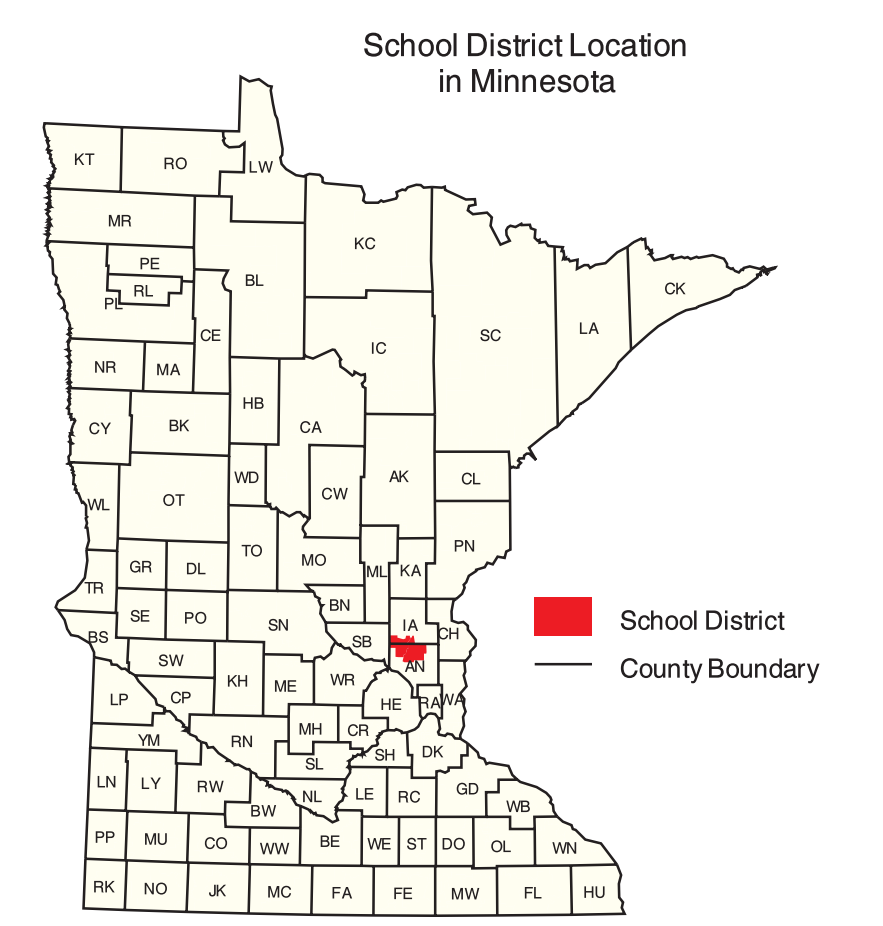 School District Location
in Minnesota
KT
RO
LW
MR
KC
PE
BL
RL
PL
CK
CE
SC
LA
IC
NR
MA
HB
CY
BK
CA
WD
AK
CL
CW
OT
WL
PN
TO
MO
GR
DL
ML
KA
TR
SE
PO
BN
SN
IA
BS
SB
CH
School District
SW
AN
County Boundary
KH
ME
WR
LP
CP
HE
RA
WA
MH
CR
YM
RN
SH
DK
SL
LN
LY
RW
NL
LE
RC
GD
BW
WB
PP
MU
CO
WW
BE
WE
ST
DO
OL
WN
RK
NO
JK
MC
FA
FE
MW
FL
HU